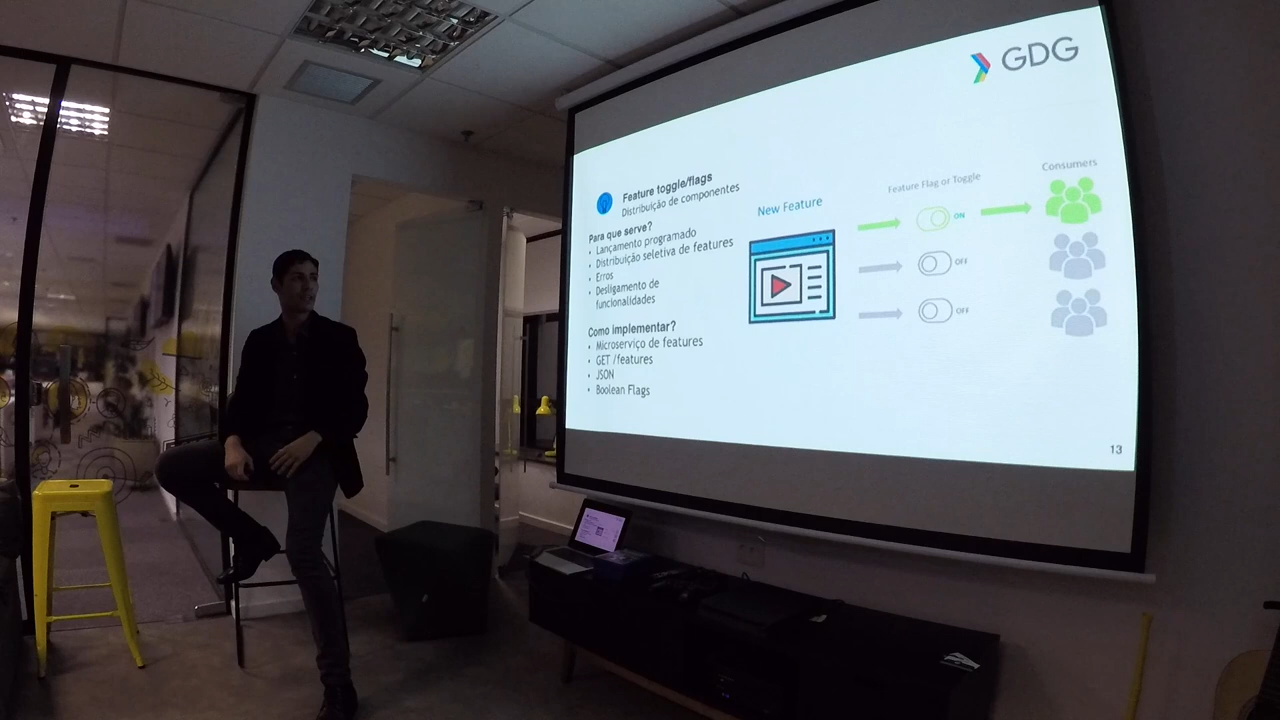 GDG
Feature toggle/flags
Distribuição de componentes
Para que serve?
• Lançamento programado
• Distribuição seletiva de features
• Erros
• Desligamento de
funcionalidades
Como implementar?
• Microserviço de features
• GET /features
• JSON
• Boolean Flags
New Feature
Feature Flag or Toggle
Consumers
ON
OFF
OFF
13